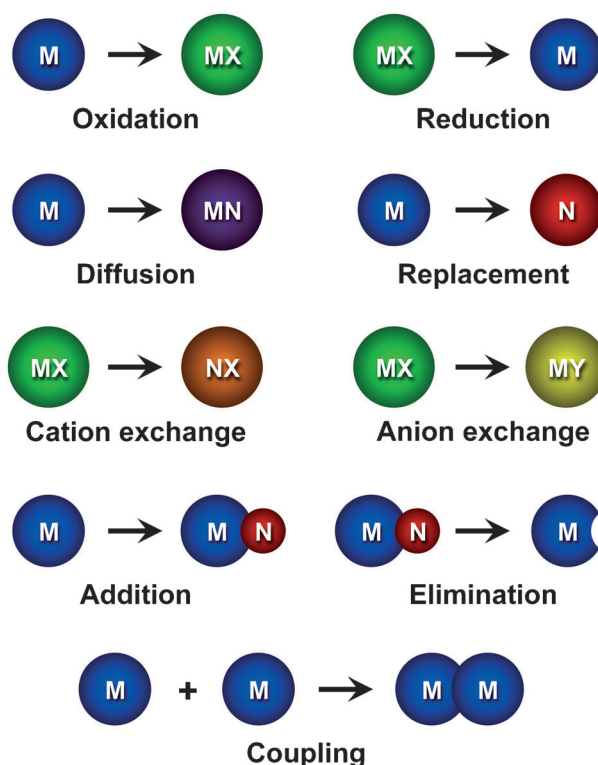 M → MX MX → M
Oxidation Reduction
M → MN M → N
Diffusion Replacement
MX → NX MX → MY
Cation exchange Anion exchange
M → M N M N → M
Addition Elimination
M + M → M M
Coupling